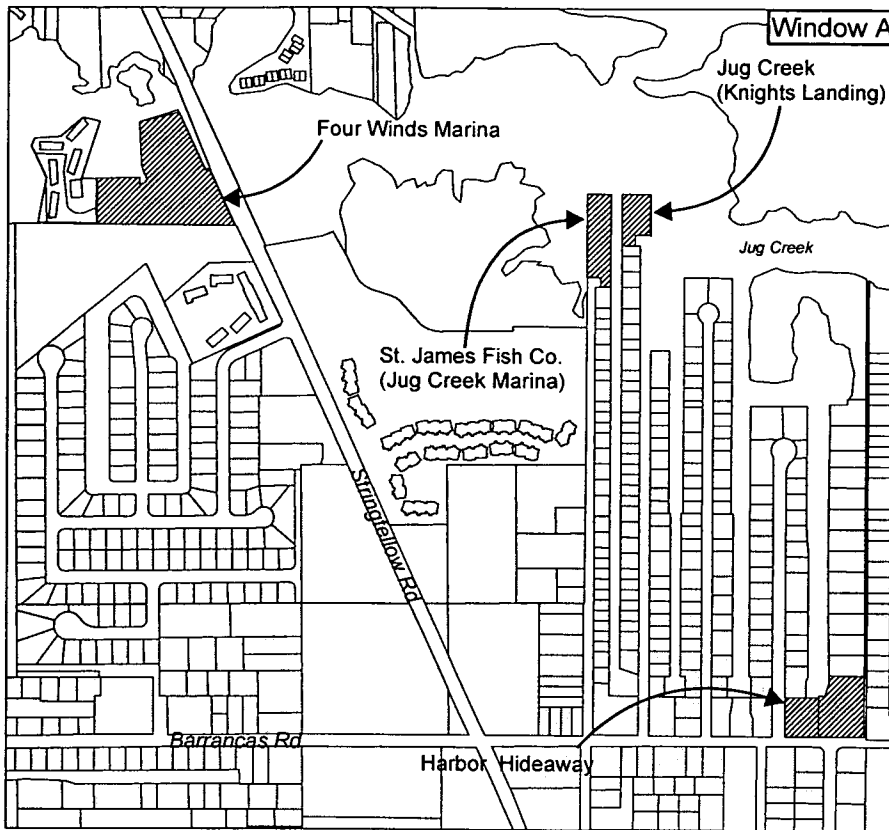 Window A
Jug Creek
(Knights Landing)
Four Winds Marina
Jug Creek
St. James Fish Co.
(Jug Creek Marina)
Stringfellow Rd
Barrancas Rd
Harbor Hideaway